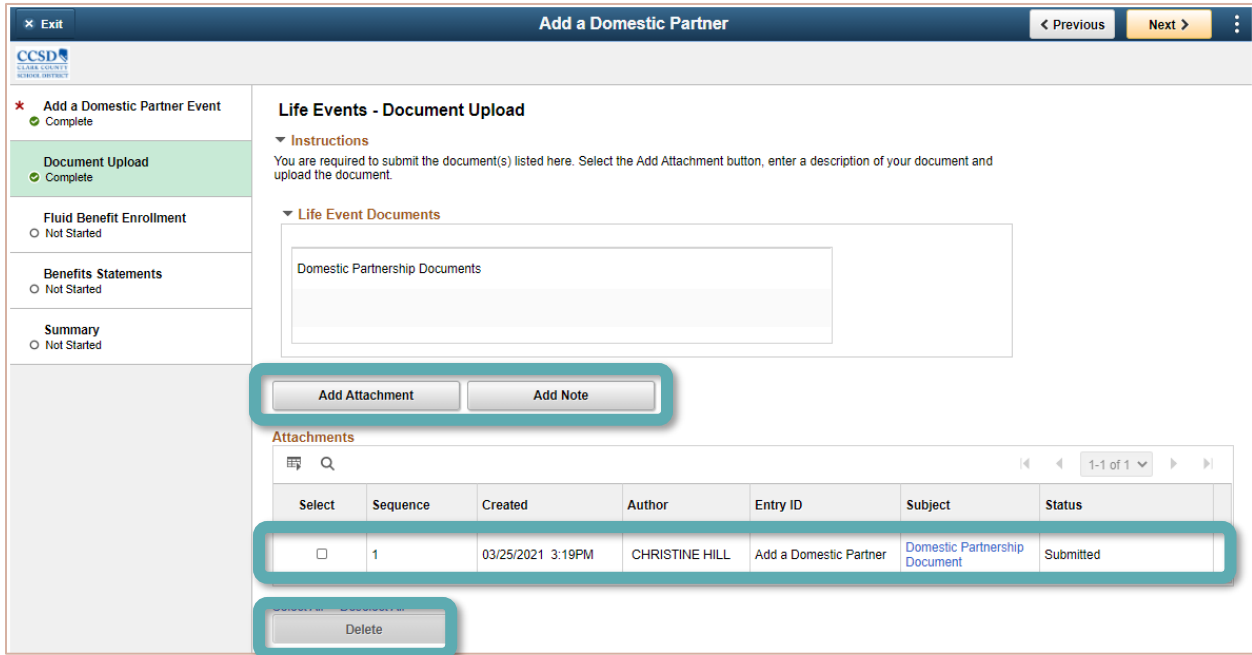 × Exit
Add a Domestic Partner
< Previous
Next >
CCSD
CLARK COUNTY
SCHOOL DISTRICT
* Add a Domestic Partner Event
Complete
Document Upload
Complete
Fluid Benefit Enrollment
Not Started
Benefits Statements
Not Started
Summary
Not Started
Life Events - Document Upload
Instructions
You are required to submit the document(s) listed here. Select the Add Attachment button, enter a description of your document and
upload the document.
Life Event Documents
Domestic Partnership Documents
Add Attachment
Add Note
Attachments
1-1 of 1
Select Sequence Created Author Entry ID Subject Status
1 03/25/2021 3:19PM CHRISTINE HILL Add a Domestic Partner Domestic Partnership Submitted
Document
Delete